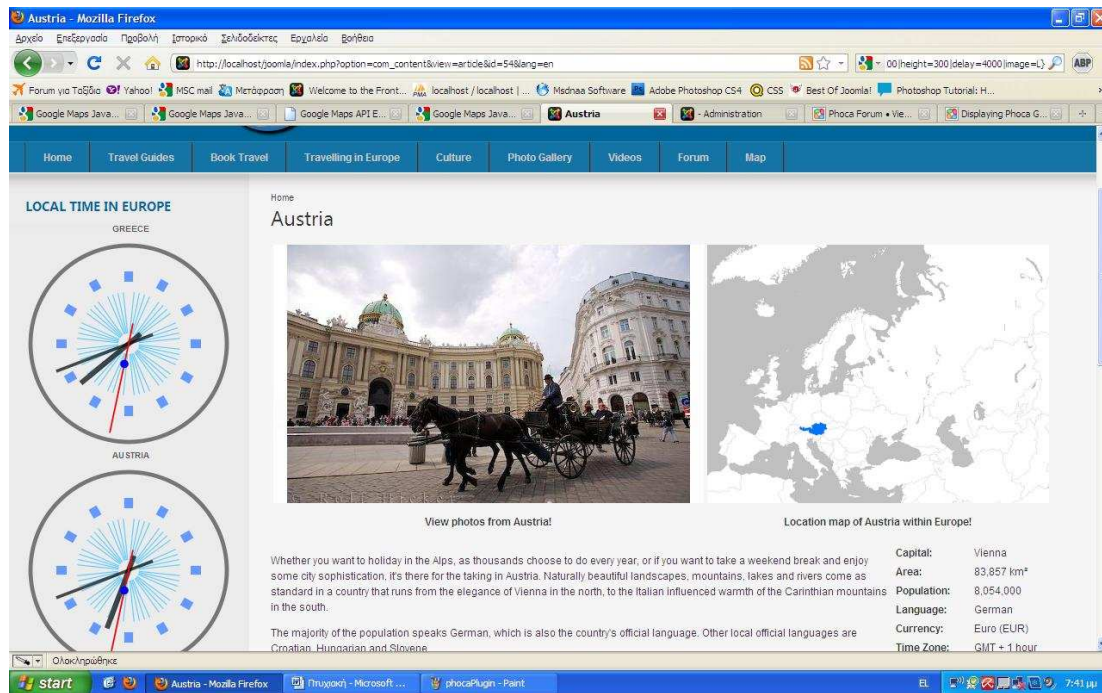 Austria - Mozilla Firefox
Αρχείο Επεξεργασία Προβολή Ιστορικό Σελιδοδείκτες Εργαλεία Βοήθεια
http://localhost/joomla/index.php?option=com_content&view=article&id=54&lang=en
00|height=300|delay=4000|image=L}
ABP
Forum για Ταξίδια Yahoo! MSC mail Μετάφραση Welcome to the Front... localhost / localhost | ... Msdnaa Software Adobe Photoshop CS4 CSS Best Of Joomla! Photoshop Tutorial: H...
Google Maps Java... Google Maps Java... Google Maps API E... Google Maps Java... Austria - Administration Phoca Forum • Vie... Displaying Phoca G...
Home Travel Guides Book Travel Travelling in Europe Culture Photo Gallery Videos Forum Map
LOCAL TIME IN EUROPE
GREECE
AUSTRIA
Home
Austria
View photos from Austria!
Location map of Austria within Europe!
Whether you want to holiday in the Alps, as thousands choose to do every year, or if you want to take a weekend break and enjoy
some city sophistication, it's there for the taking in Austria. Naturally beautiful landscapes, mountains, lakes and rivers come as
standard in a country that runs from the elegance of Vienna in the north, to the Italian influenced warmth of the Carinthian mountains
in the south.
The majority of the population speaks German, which is also the country's official language. Other local official languages are
Croatian, Hungarian and Slovene
Capital: Vienna
Area: 83,857 km²
Population: 8,054,000
Language: German
Currency: Euro (EUR)
Time Zone: GMT + 1 hour
Ολοκληρώθηκε
start Austria - Mozilla Firefox Πτυχιακή - Microsoft ... phocaPlugin - Paint EL 7:41 μμ